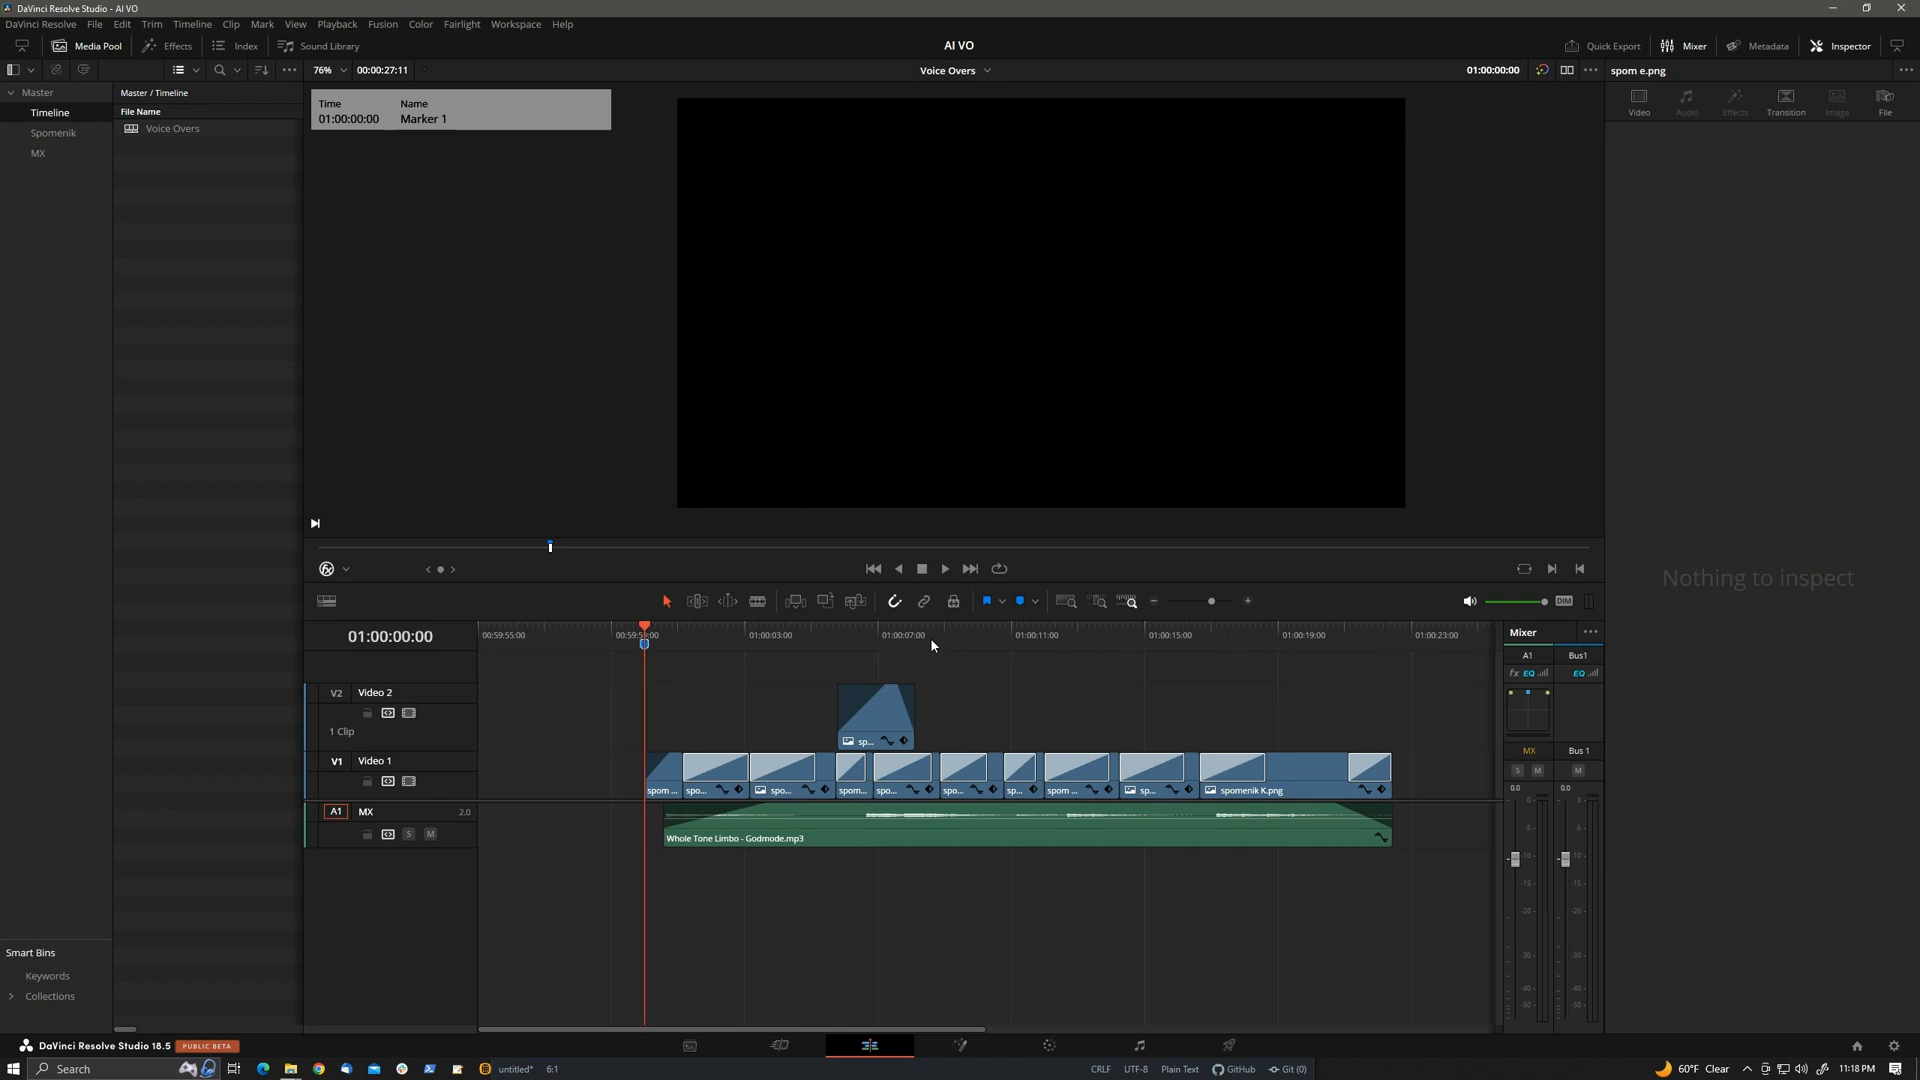 DaVinci Resolve Studio - AI VO
DaVinci Resolve File Edit Trim Timeline Clip Mark View Playback Fusion Color Fairlight Workspace Help
Media Pool Effects Index Sound Library AI VO Quick Export Mixer Metadata Inspector
76% 00:00:27:11 Voice Overs 01:00:00:00 spom e.png
Master
Timeline
Spomenik
MX
Master / Timeline
File Name
Voice Overs
Time Name
01:00:00:00 Marker 1
Video Audio Effects Transition Image File
Nothing to inspect
DIM
01:00:00:00
00:59:55:00 01:00:03:00 01:00:07:00 01:00:11:00 01:00:15:00 01:00:19:00 01:00:23:00
V2 Video 2
1 Clip
sp...
V1 Video 1
spom ... spo... spo... spom... spo... spo... sp... spom ... sp... spomenik K.png
A1 MX 2.0
S M
Whole Tone Limbo - Godmode.mp3
Mixer
A1 Bus1
fx EQ EQ
MX Bus 1
S M M
0.0 0.0
0 0
-5 -5
-10 -10
-15 -15
-20 -20
-30 -30
-40 -40
-50 -50
Smart Bins
Keywords
Collections
DaVinci Resolve Studio 18.5 PUBLIC BETA
Search untitled* 6:1 CRLF UTF-8 Plain Text GitHub Git (0) 60°F Clear 11:18 PM